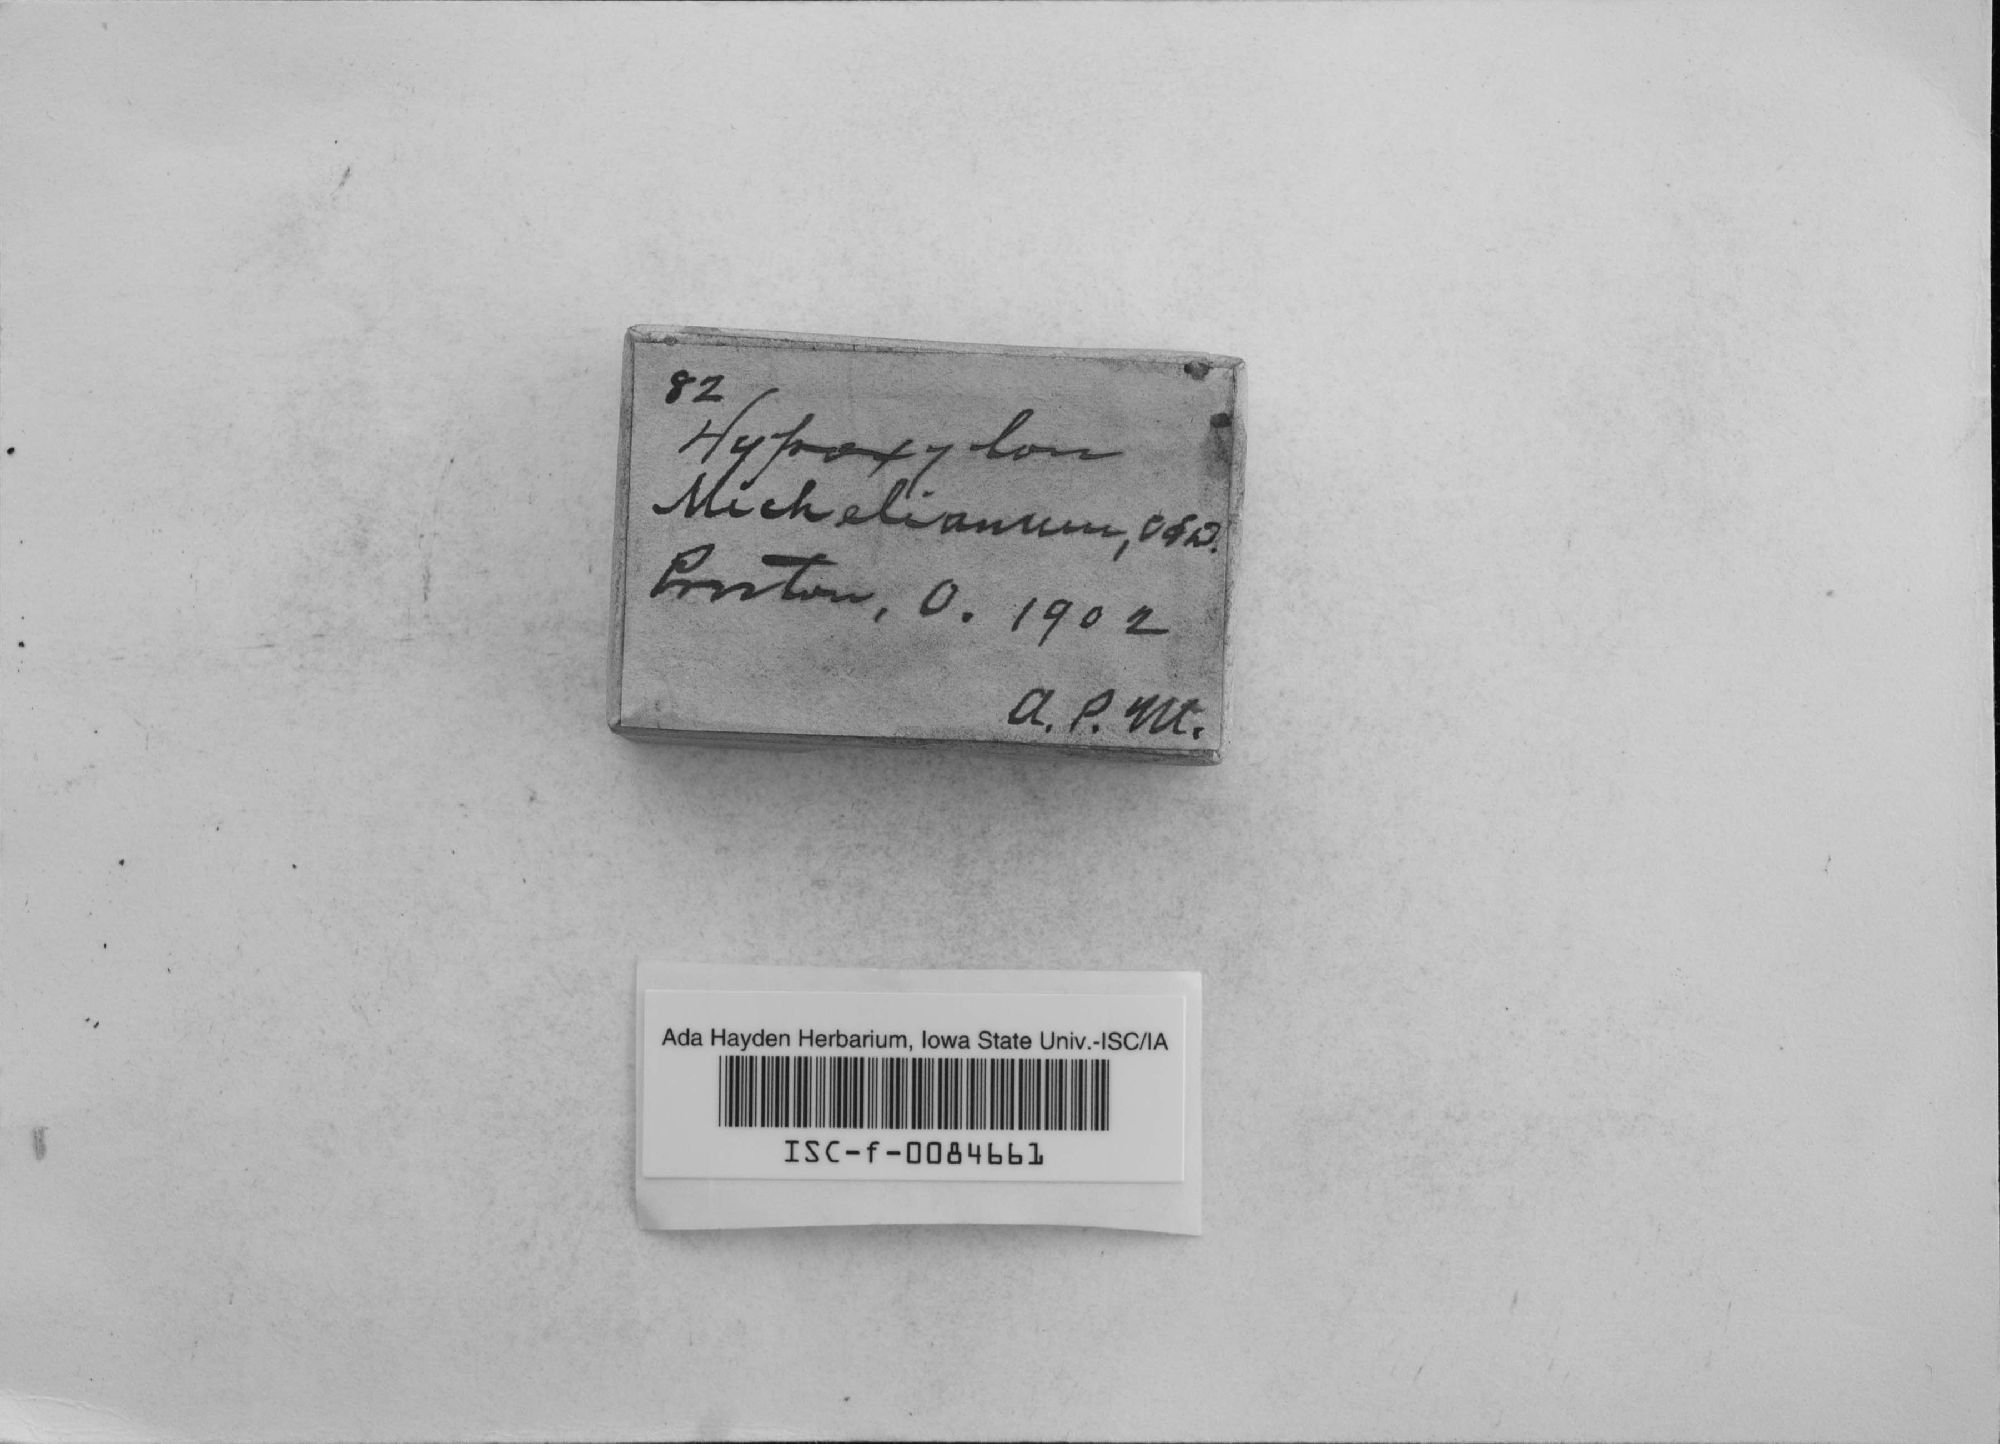 82
Hypoxylon
Michelianum,
Preston, O. 1902
A. P. M.
Ada Hayden Herbarium, Iowa State Univ.-ISC/IA
ISC-f-0084661